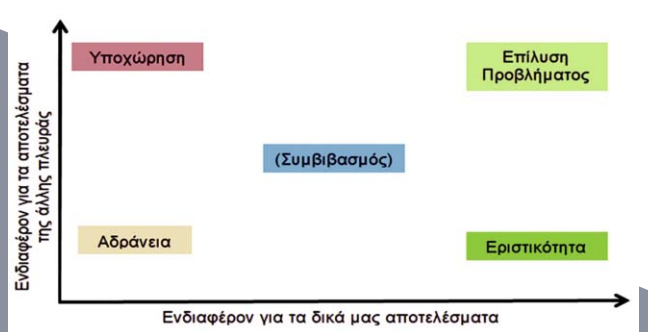 Ενδιαφέρον για τα αποτελέσματα
της άλλης πλευράς
Υποχώρηση
Επίλυση
Προβλήματος
(Συμβιβασμός)
Αδράνεια
Εριστικότητα
Ενδιαφέρον για τα δικά μας αποτελέσματα